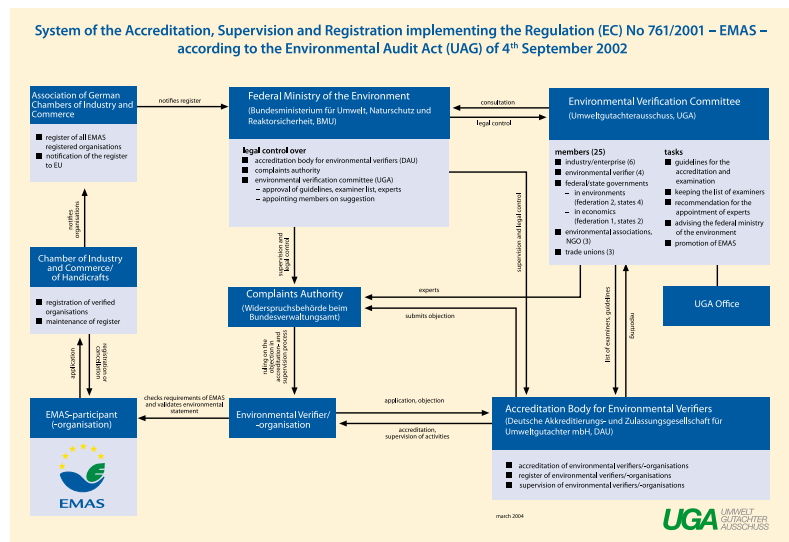 System of the Accreditation, Supervision and Registration implementing the Regulation (EC) No 761/2001 – EMAS –
according to the Environmental Audit Act (UAG) of 4th September 2002
Association of German
Chambers of Industry and
Commerce
register of all EMAS
registered organisations
notification of the register
to EU
notifies register
Federal Ministry of the Environment
(Bundesministerium für Umwelt, Naturschutz und
Reaktorsicherheit, BMU)
legal control over
accreditation body for environmental verifiers (DAU)
complaints authority
environmental verification committee (UGA)
– approval of guidelines, examiner list, experts
– appointing members on suggestion
consultation
legal control
Environmental Verification Committee
(Umweltgutachterausschuss, UGA)
members (25)
industry/enterprise (6)
environmental verifier (4)
federal/state governments
– in environments
(federation 2, states 4)
– in economics
(federation 1, states 2)
environmental associations,
NGO (3)
trade unions (3)
tasks
guidelines for the
accreditation and
examination
keeping the list of examiners
recommendation for the
appointment of experts
advising the federal ministry
of the environment
promotion of EMAS
notifies
organisations
supervision and
legal control
supervision and legal control
Chamber of Industry
and Commerce/
of Handicrafts
registration of verified
organisations
maintenance of register
Complaints Authority
(Widerspruchsbehörde beim
Bundesverwaltungsamt)
experts
submits objection
UGA Office
list of examiners, guidelines
reporting
application
registration or
cancellation
ruling on the
objection in
accreditation- and
supervision process
EMAS-participant
(-organisation)
EMAS
checks requirements of EMAS
and validates environmental
statement
Environmental Verifier/
-organisation
application, objection
accreditation,
supervision of activities
Accreditation Body for Environmental Verifiers
(Deutsche Akkreditierungs- und Zulassungsgesellschaft für
Umweltgutachter mbH, DAU)
accreditation of environmental verifiers/-organisations
register of environmental verifiers/-organisations
supervision of environmental verifiers/-organisations
march 2004
UGA
UMWELT
GUTACHTER
AUSSCHUSS